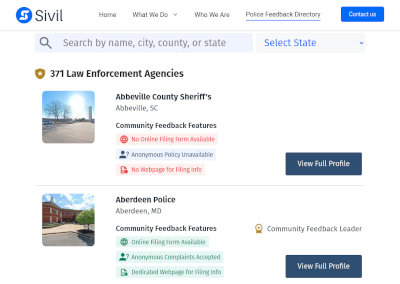 Sivil
Home What We Do Who We Are Police Feedback Directory Contact us
Search by name, city, county, or state Select State
371 Law Enforcement Agencies
Abbeville County Sheriff's
Abbeville, SC
Community Feedback Features
No Online Filing Form Available
Anonymous Policy Unavailable
No Webpage for Filing Info
View Full Profile
Aberdeen Police
Aberdeen, MD
Community Feedback Features
Community Feedback Leader
Online Filing Form Available
Anonymous Complaints Accepted
Dedicated Webpage for Filing Info
View Full Profile